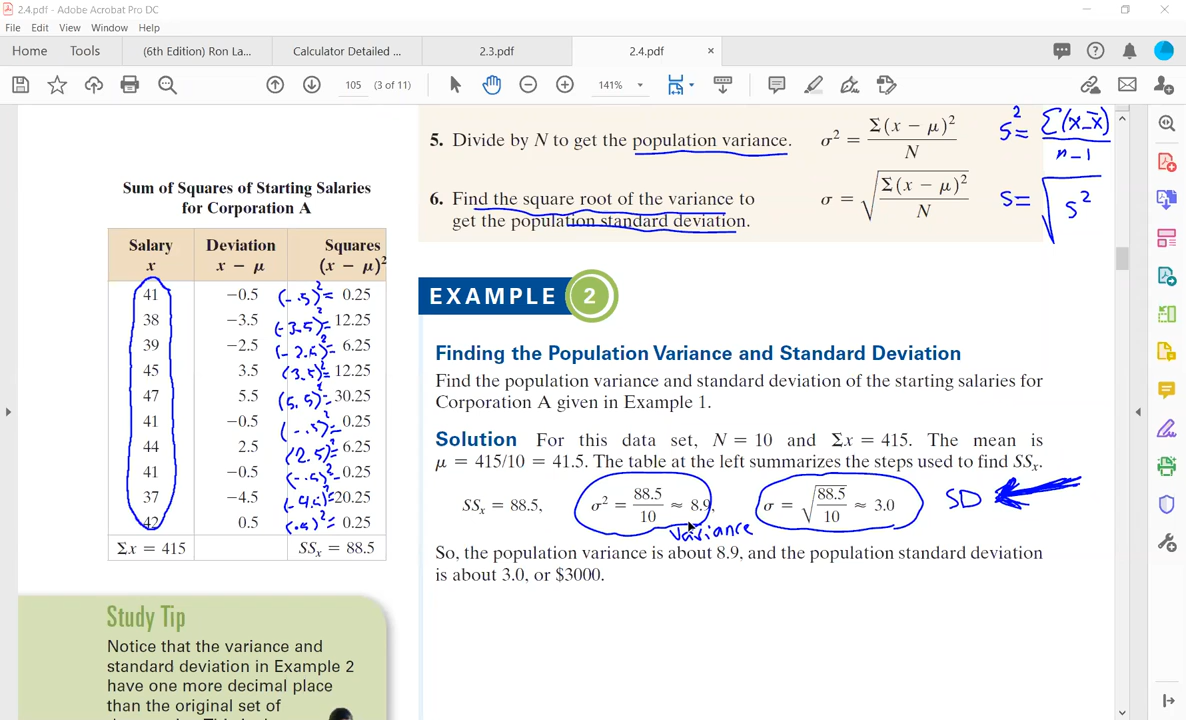 2.4.pdf - Adobe Acrobat Pro DC
File Edit View Window Help
Home Tools (6th Edition) Ron La... Calculator Detailed ... 2.3.pdf 2.4.pdf ×
105 (3 of 11) 141%
5. Divide by N to get the population variance. σ² = Σ(x − μ)² / N
s² = Σ(x − x̄)² / n−1
6. Find the square root of the variance to
get the population standard deviation. σ = √(Σ(x − μ)² / N)
s = √s²
Sum of Squares of Starting Salaries
for Corporation A
Salary Deviation Squares
x x − μ (x − μ)²
41 −0.5 (-.5)²= 0.25
38 −3.5 (-3.5)²= 12.25
39 −2.5 (-2.5)²= 6.25
45 3.5 (3.5)²= 12.25
47 5.5 (5.5)²= 30.25
41 −0.5 (-.5)²= 0.25
44 2.5 (2.5)²= 6.25
41 −0.5 (-.5)²= 0.25
37 −4.5 (-4.5)²= 20.25
42 0.5 (.5)²= 0.25
Σx = 415 SSₓ = 88.5
EXAMPLE 2
Finding the Population Variance and Standard Deviation
Find the population variance and standard deviation of the starting salaries for
Corporation A given in Example 1.
Solution For this data set, N = 10 and Σx = 415. The mean is
μ = 415/10 = 41.5. The table at the left summarizes the steps used to find SSₓ.
SSₓ = 88.5, σ² = 88.5/10 ≈ 8.9, σ = √(88.5/10) ≈ 3.0 SD
Variance
So, the population variance is about 8.9, and the population standard deviation
is about 3.0, or $3000.
Study Tip
Notice that the variance and
standard deviation in Example 2
have one more decimal place
than the original set of